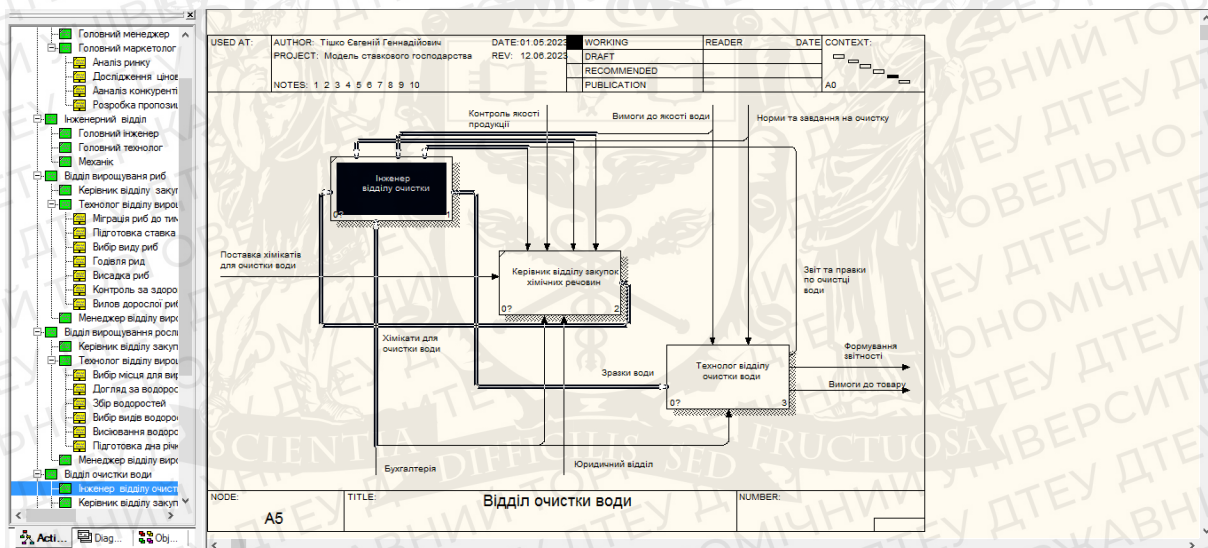 Головний менеджер
Головний маркетолог
Аналіз ринку
Дослідження цінов
Ааналіз конкуренті
Розробка пропозиц
Інженерний відділ
Головний інженер
Головний технолог
Механік
Відділ вирощуваня риб
Керівник відділу закуп
Технолог відділу вирощ
Міграція риб до тим
Підготовка ставка
Вибір виду риб
Годівля рид
Висадка риб
Контроль за здоро
Вилов дорослої риб
Менеджер відділу виро
Відділ вирощування росли
Керівник відділу закуп
Технолог відділу вирощ
Вибір місця для вир
Догляд за водорос
Збір водоростей
Вибір видів водоро
Висіювання водоро
Підготовка дна річк
Менеджер відділу виро
Відділ очистки води
Інженер відділу очист
Керівник відділу закуп
Acti...
Diag...
Obj...
USED AT:
AUTHOR: Тішко Євгеній Геннадійович
DATE: 01.05.2023
PROJECT: Модель ставкового господарства
REV: 12.06.2023
NOTES: 1 2 3 4 5 6 7 8 9 10
WORKING
DRAFT
RECOMMENDED
PUBLICATION
READER
DATE
CONTEXT:
A0
Контроль якості
продукції
Вимоги до якості води
Норми та завдання на очистку
Інженер
відділу очистки
0?
1
Поставка хімікатів
для очистки води
Керівник відділу закупок
хімічних речовин
0?
2
Звіт та правки
по очистці
води
Хімікати для
очистки води
Зразки води
Технолог відділу
очистки води
0?
3
Формування
звітності
Вимоги до товару
Бухгалтерія
Юридичний відділ
NODE:
A5
TITLE:
Відділ очистки води
NUMBER:
SCIENTIA
DIFFICILIS
SED
FRUCTUOSA